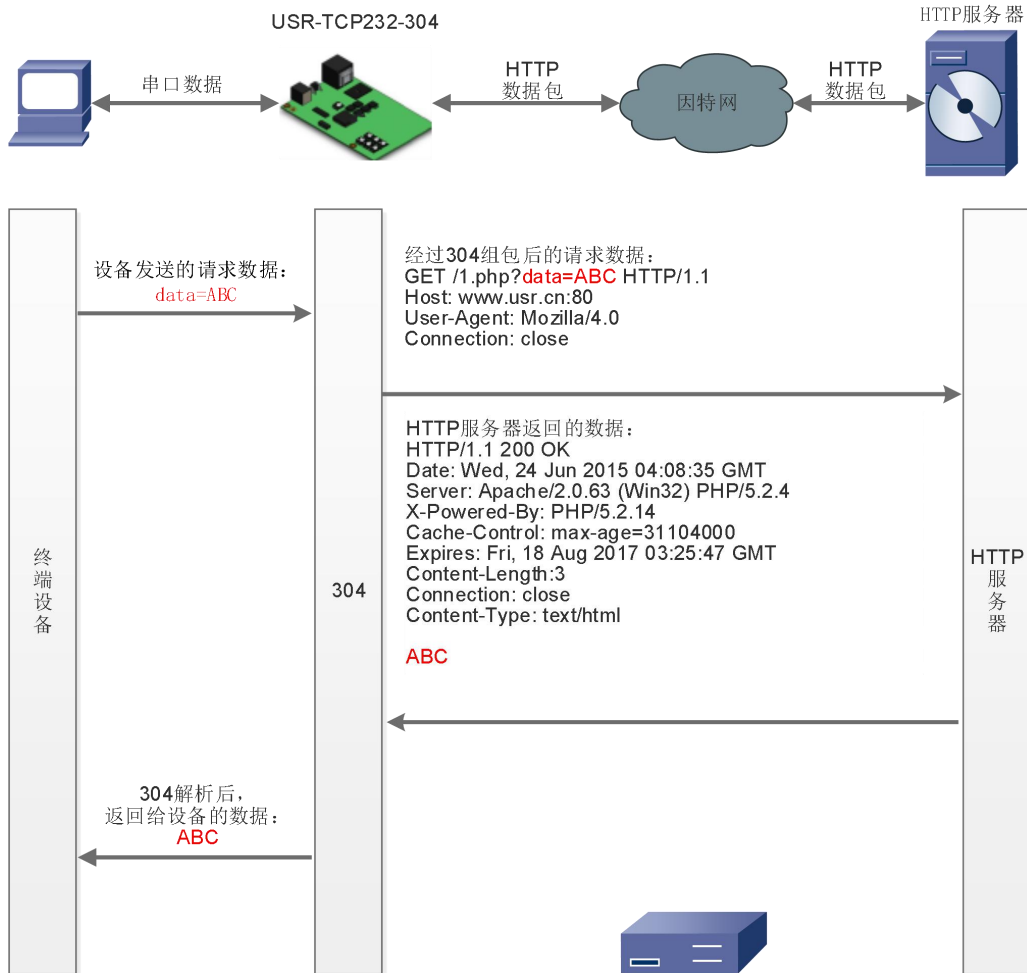 USR-TCP232-304
HTTP服务器
串口数据
HTTP
数据包
因特网
HTTP
数据包
设备发送的请求数据：
data=ABC
经过304组包后的请求数据：
GET /1.php?data=ABC HTTP/1.1
Host: www.usr.cn:80
User-Agent: Mozilla/4.0
Connection: close
HTTP服务器返回的数据：
HTTP/1.1 200 OK
Date: Wed, 24 Jun 2015 04:08:35 GMT
Server: Apache/2.0.63 (Win32) PHP/5.2.4
X-Powered-By: PHP/5.2.14
Cache-Control: max-age=31104000
Expires: Fri, 18 Aug 2017 03:25:47 GMT
Content-Length:3
Connection: close
Content-Type: text/html
ABC
终端设备
304
HTTP
服务器
304解析后，
返回给设备的数据：
ABC